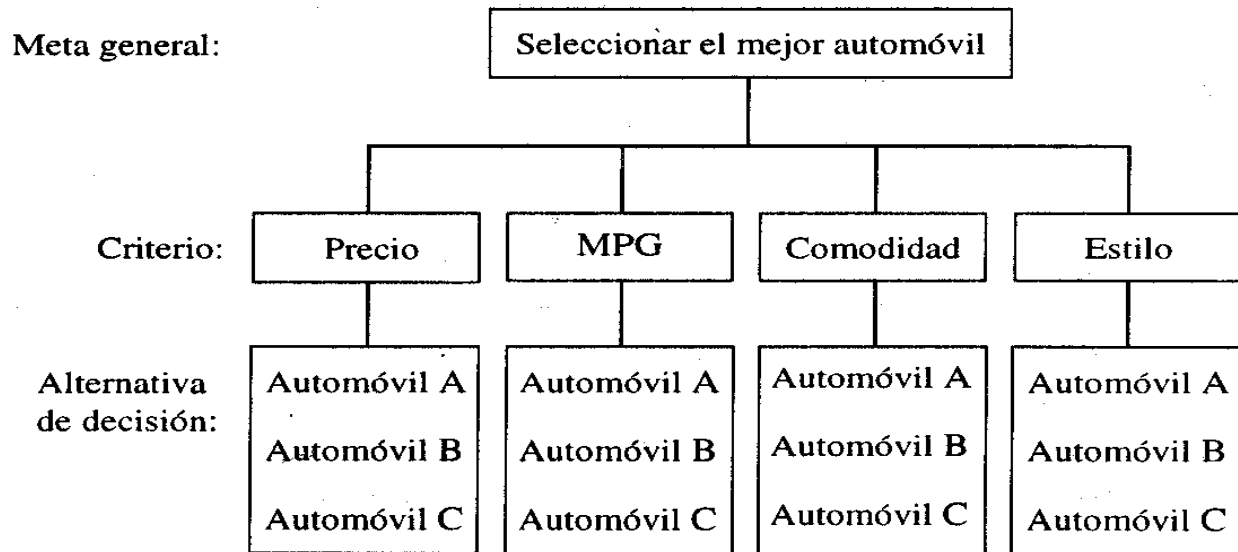 Meta general:
Seleccionar el mejor automóvil
Criterio:
Precio
MPG
Comodidad
Estilo
Alternativa
de decisión:
Automóvil A
Automóvil B
Automóvil C
Automóvil A
Automóvil B
Automóvil C
Automóvil A
Automóvil B
Automóvil C
Automóvil A
Automóvil B
Automóvil C